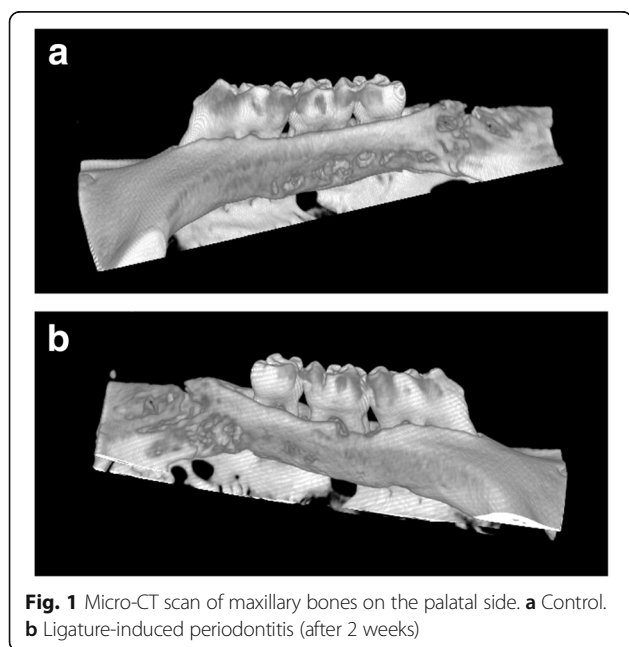 a
b
Fig. 1 Micro-CT scan of maxillary bones on the palatal side. a Control.
b Ligature-induced periodontitis (after 2 weeks)